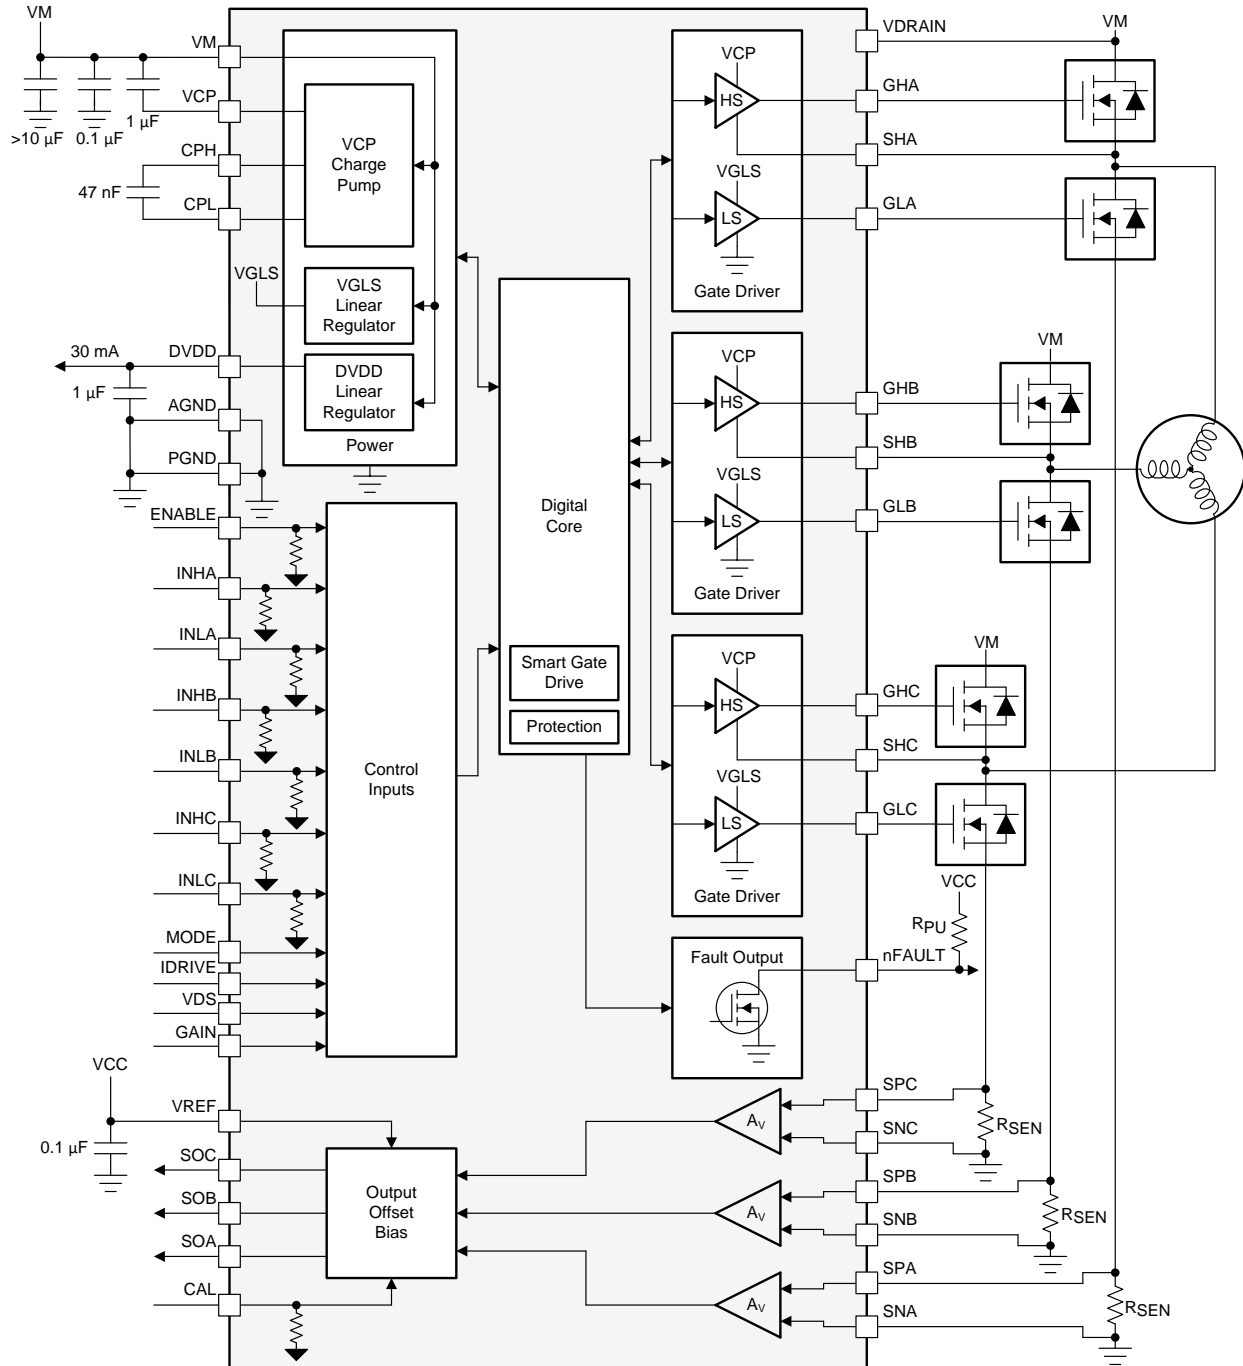 VM
VM
VCP
>10 µF
0.1 µF
1 µF
CPH
47 nF
CPL
VCP
Charge
Pump
VGLS
VGLS
Linear
Regulator
30 mA
DVDD
1 µF
DVDD
Linear
Regulator
AGND
Power
PGND
ENABLE
INHA
INLA
INHB
INLB
INHC
INLC
MODE
IDRIVE
VDS
GAIN
Control
Inputs
Digital
Core
Smart Gate
Drive
Protection
VCP
HS
VGLS
LS
Gate Driver
VCP
HS
VGLS
LS
Gate Driver
VCP
HS
VGLS
LS
Gate Driver
Fault Output
VDRAIN
VM
GHA
SHA
GLA
VM
GHB
SHB
GLB
VM
GHC
SHC
GLC
VCC
RPU
nFAULT
VCC
VREF
0.1 µF
SOC
SOB
SOA
CAL
Output
Offset
Bias
AV
AV
AV
SPC
SNC
RSEN
SPB
SNB
RSEN
SPA
SNA
RSEN